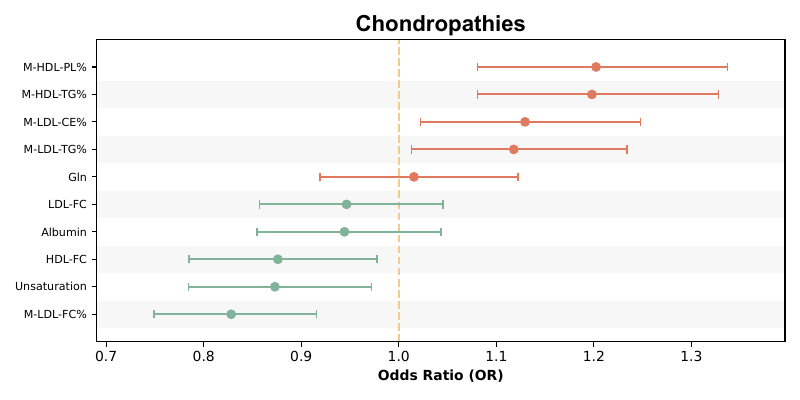 Chondropathies
M-HDL-PL%
M-HDL-TG%
M-LDL-CE%
M-LDL-TG%
Gln
LDL-FC
Albumin
HDL-FC
Unsaturation
M-LDL-FC%
0.7 0.8 0.9 1.0 1.1 1.2 1.3
Odds Ratio (OR)